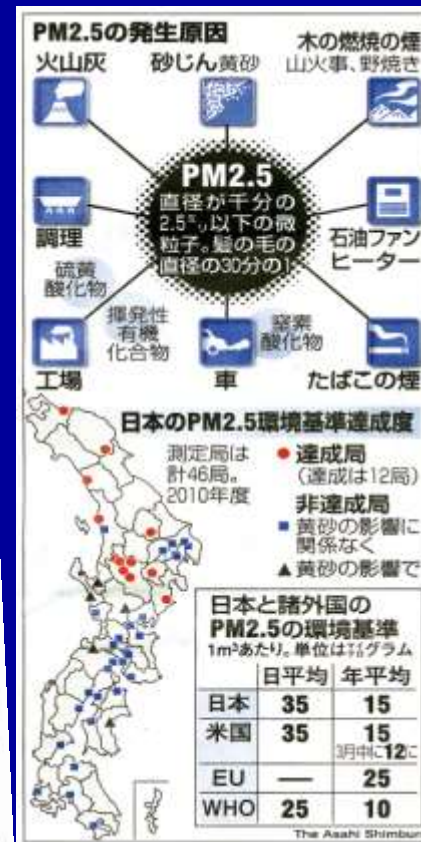 PM2.5の発生原因
火山灰
砂じん黄砂
木の燃焼の煙
山火事、野焼き
PM2.5
直径が千分の
2.5ミリ以下の微
粒子。髪の毛の
直径の30分の1
調理
石油ファン
ヒーター
硫黄
酸化物
揮発性
有機
化合物
窒素
酸化物
工場
車
たばこの煙
日本のPM2.5環境基準達成度
測定局は
計46局。
2010年度
●達成局
(達成は12局)
非達成局
■黄砂の影響に
関係なく
▲黄砂の影響で
日本と諸外国の
PM2.5の環境基準
1m³あたり。単位はマイクログラム
日平均 年平均
日本 35 15
米国 35 15
3月中に12に
EU — 25
WHO 25 10
The Asahi Shimbun